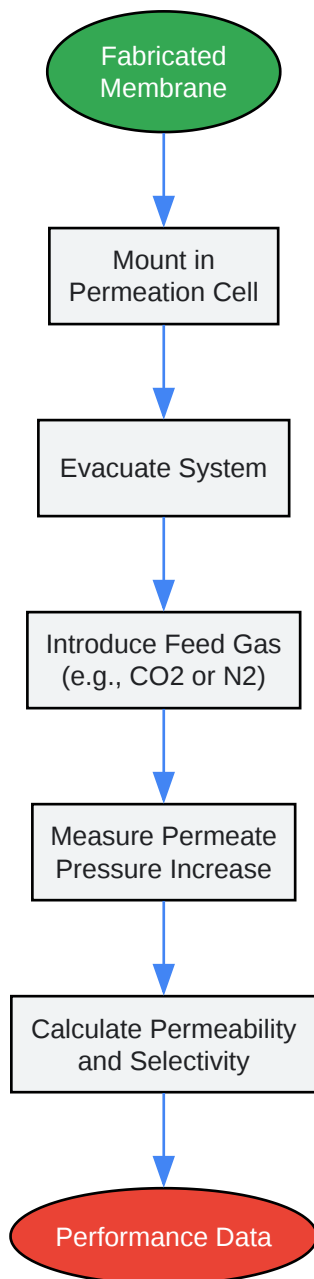 Fabricated
Membrane
Mount in
Permeation Cell
Evacuate System
Introduce Feed Gas
(e.g., CO2 or N2)
Measure Permeate
Pressure Increase
Calculate Permeability
and Selectivity
Performance Data